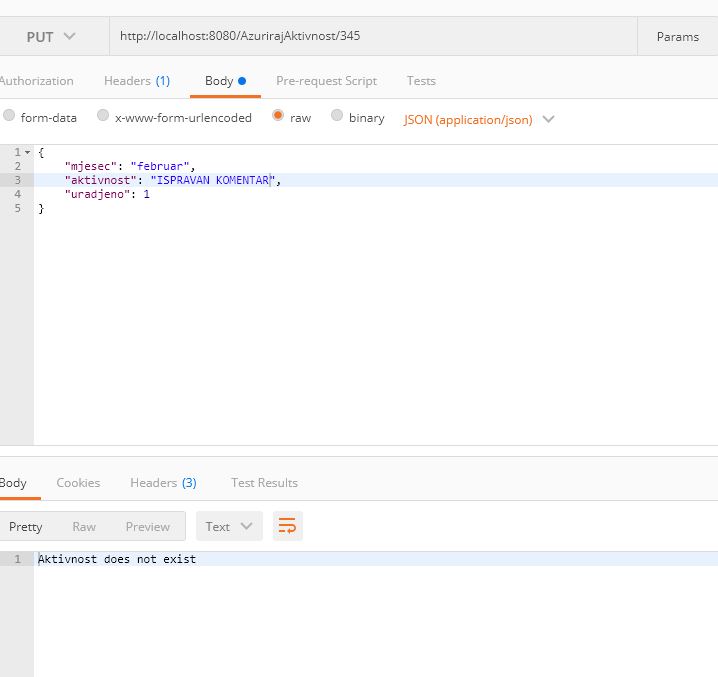 PUT http://localhost:8080/AzurirajAktivnost/345 Params
Authorization Headers (1) Body Pre-request Script Tests
form-data x-www-form-urlencoded raw binary JSON (application/json)
1 {
2 "mjesec": "februar",
3 "aktivnost": "ISPRAVAN KOMENTAR",
4 "uradjeno": 1
5 }
Body Cookies Headers (3) Test Results
Pretty Raw Preview Text
1 Aktivnost does not exist